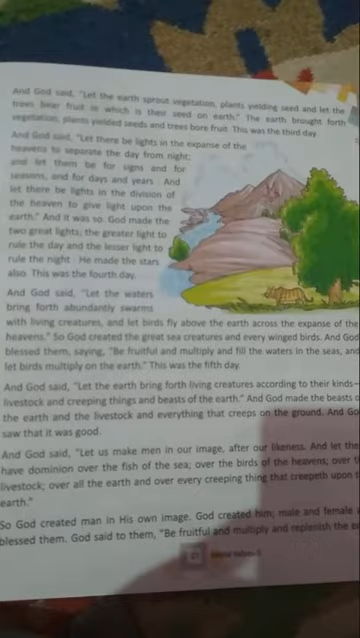 And God said, "Let the earth sprout vegetation, plants yielding seed and let the
trees bear fruit in which is their seed on earth." The earth brought forth
vegetation, plants yielded seeds and trees bore fruit. This was the third day.
And God said, "Let there be lights in the expanse of the
heavens to separate the day from night;
and let them be for signs and for
seasons, and for days and years. And
let there be lights in the division of
the heaven to give light upon the
earth." And it was so. God made the
two great lights; the greater light to
rule the day and the lesser light to
rule the night. He made the stars
also. This was the fourth day.
And God said, "Let the waters
bring forth abundantly swarms
with living creatures, and let birds fly above the earth across the expanse of the
heavens." So God created the great sea creatures and every winged birds. And God
blessed them, saying, "Be fruitful and multiply and fill the waters in the seas, and
let birds multiply on the earth." This was the fifth day.
And God said, "Let the earth bring forth living creatures according to their kinds-
livestock and creeping things and beasts of the earth." And God made the beasts o
the earth and the livestock and everything that creeps on the ground. And Go
saw that it was good.
And God said, "Let us make men in our image, after our likeness. And let the
have dominion over the fish of the sea; over the birds of the heavens; over t
livestock; over all the earth and over every creeping thing that creepeth upon t
earth."
So God created man in His own image. God created him; male and female
blessed them. God said to them, "Be fruitful and multiply and replenish the